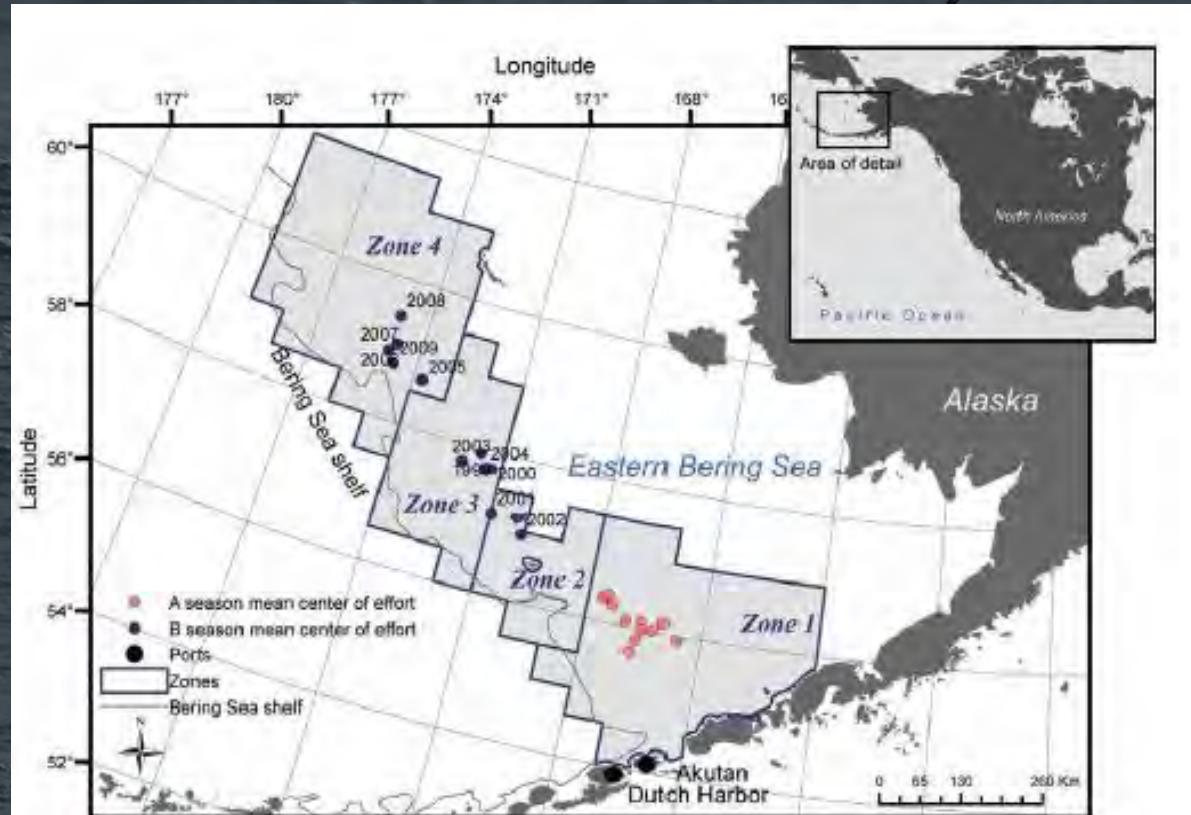 Longitude
177° 180° 177° 174° 171° 168°
60°
58°
56°
54°
52°
Latitude
Area of detail
North America
Pacific Ocean
Zone 4
2008
2007
2009
2005
Bering Sea shelf
Alaska
2003
2004
2000
Eastern Bering Sea
Zone 3
2001
2002
Zone 2
Zone 1
A season mean center of effort
B season mean center of effort
Ports
Zones
Bering Sea shelf
N
Akutan
Dutch Harbor
0 65 130 260 Km